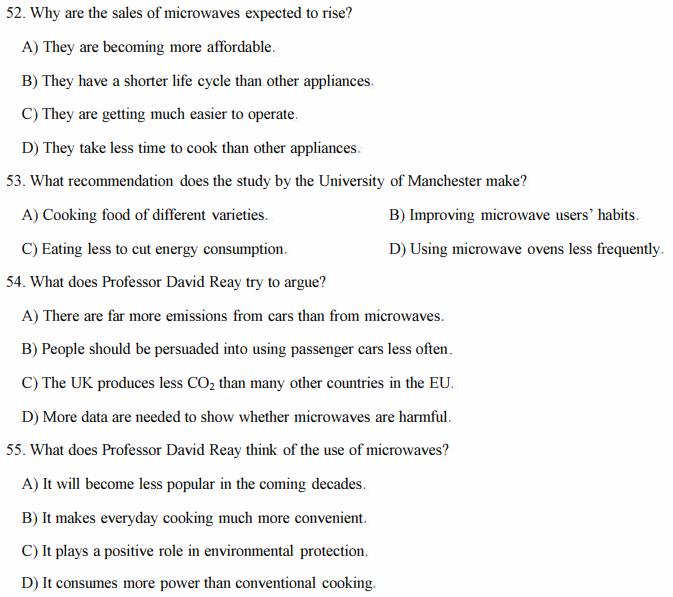 52. Why are the sales of microwaves expected to rise?
A) They are becoming more affordable.
B) They have a shorter life cycle than other appliances.
C) They are getting much easier to operate.
D) They take less time to cook than other appliances.
53. What recommendation does the study by the University of Manchester make?
A) Cooking food of different varieties. B) Improving microwave users’ habits.
C) Eating less to cut energy consumption. D) Using microwave ovens less frequently.
54. What does Professor David Reay try to argue?
A) There are far more emissions from cars than from microwaves.
B) People should be persuaded into using passenger cars less often.
C) The UK produces less CO₂ than many other countries in the EU.
D) More data are needed to show whether microwaves are harmful.
55. What does Professor David Reay think of the use of microwaves?
A) It will become less popular in the coming decades.
B) It makes everyday cooking much more convenient.
C) It plays a positive role in environmental protection.
D) It consumes more power than conventional cooking.